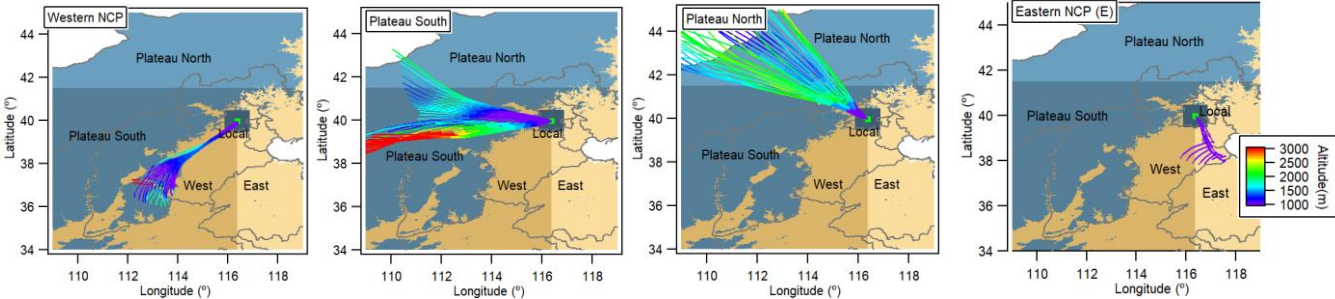 Western NCP
Plateau North
Plateau South
Local
West
East
44
42
40
38
36
34
Latitude (º)
110
112
114
116
118
Longitude (º)
Plateau South
Plateau North
Local
Plateau South
West
East
44
42
40
38
36
34
Latitude (º)
110
112
114
116
118
Longitude (º)
Plateau North
Local
Plateau South
West
East
44
42
40
38
36
34
Latitude (º)
110
112
114
116
118
Longitude (º)
Eastern NCP (E)
Plateau North
Plateau South
Local
West
East
44
42
40
38
36
34
Latitude (º)
110
112
114
116
118
Longitude (º)
3000
2500
2000
1500
1000
Altitude(m)